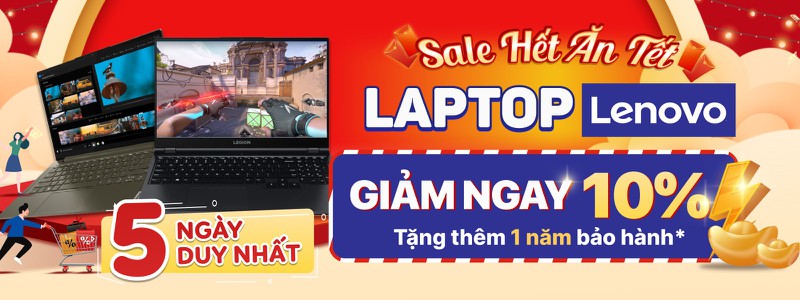 Sale Hết Ăn Tết
LAPTOP Lenovo
GIẢM NGAY 10%
Tặng thêm 1 năm bảo hành*
5 NGÀY
DUY NHẤT
LEGION